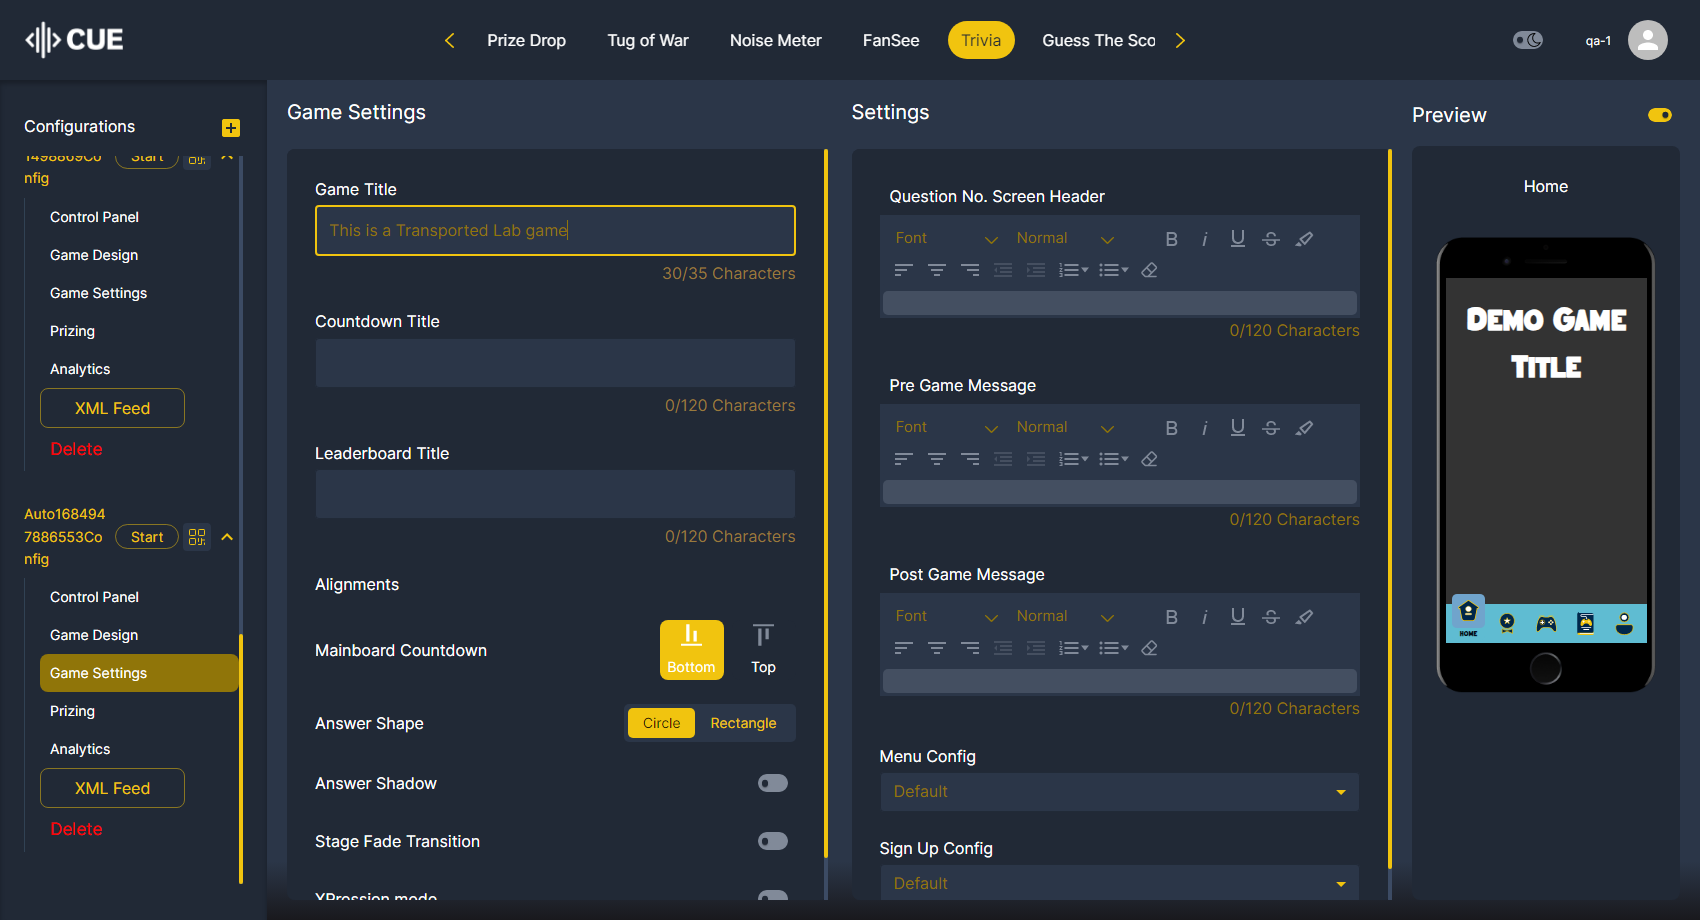 CUE
Prize Drop
Tug of War
Noise Meter
FanSee
Trivia
Guess The Sco
qa-1
Configurations
1498869Co
nfig
Start
Control Panel
Game Design
Game Settings
Prizing
Analytics
XML Feed
Delete
Auto168494
7886553Co
nfig
Start
Control Panel
Game Design
Game Settings
Prizing
Analytics
XML Feed
Delete
Game Settings
Game Title
This is a Transported Lab game
30/35 Characters
Countdown Title
0/120 Characters
Leaderboard Title
0/120 Characters
Alignments
Mainboard Countdown
Bottom
Top
Answer Shape
Circle
Rectangle
Answer Shadow
Stage Fade Transition
XPression mode
Settings
Question No. Screen Header
Font
Normal
B i U S
0/120 Characters
Pre Game Message
Font
Normal
B i U S
0/120 Characters
Post Game Message
Font
Normal
B i U S
0/120 Characters
Menu Config
Default
Sign Up Config
Default
Preview
Home
DEMO GAME
TITLE
HOME